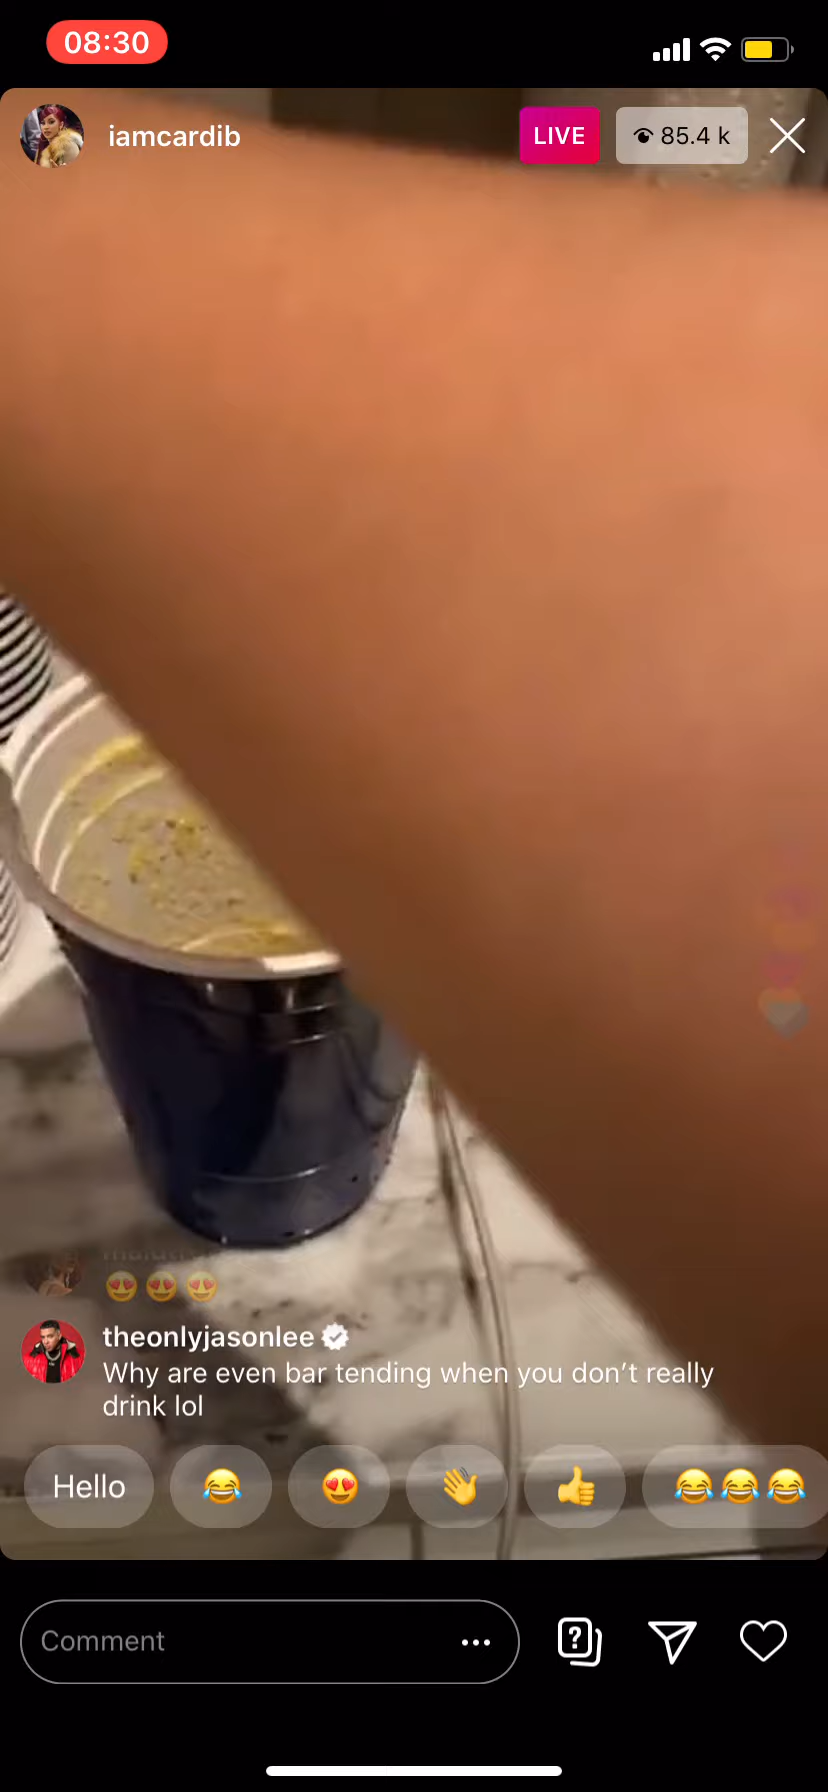 08:30
iamcardib
LIVE
85.4 k
theonlyjasonlee
Why are even bar tending when you don't really
drink lol
Hello
Comment